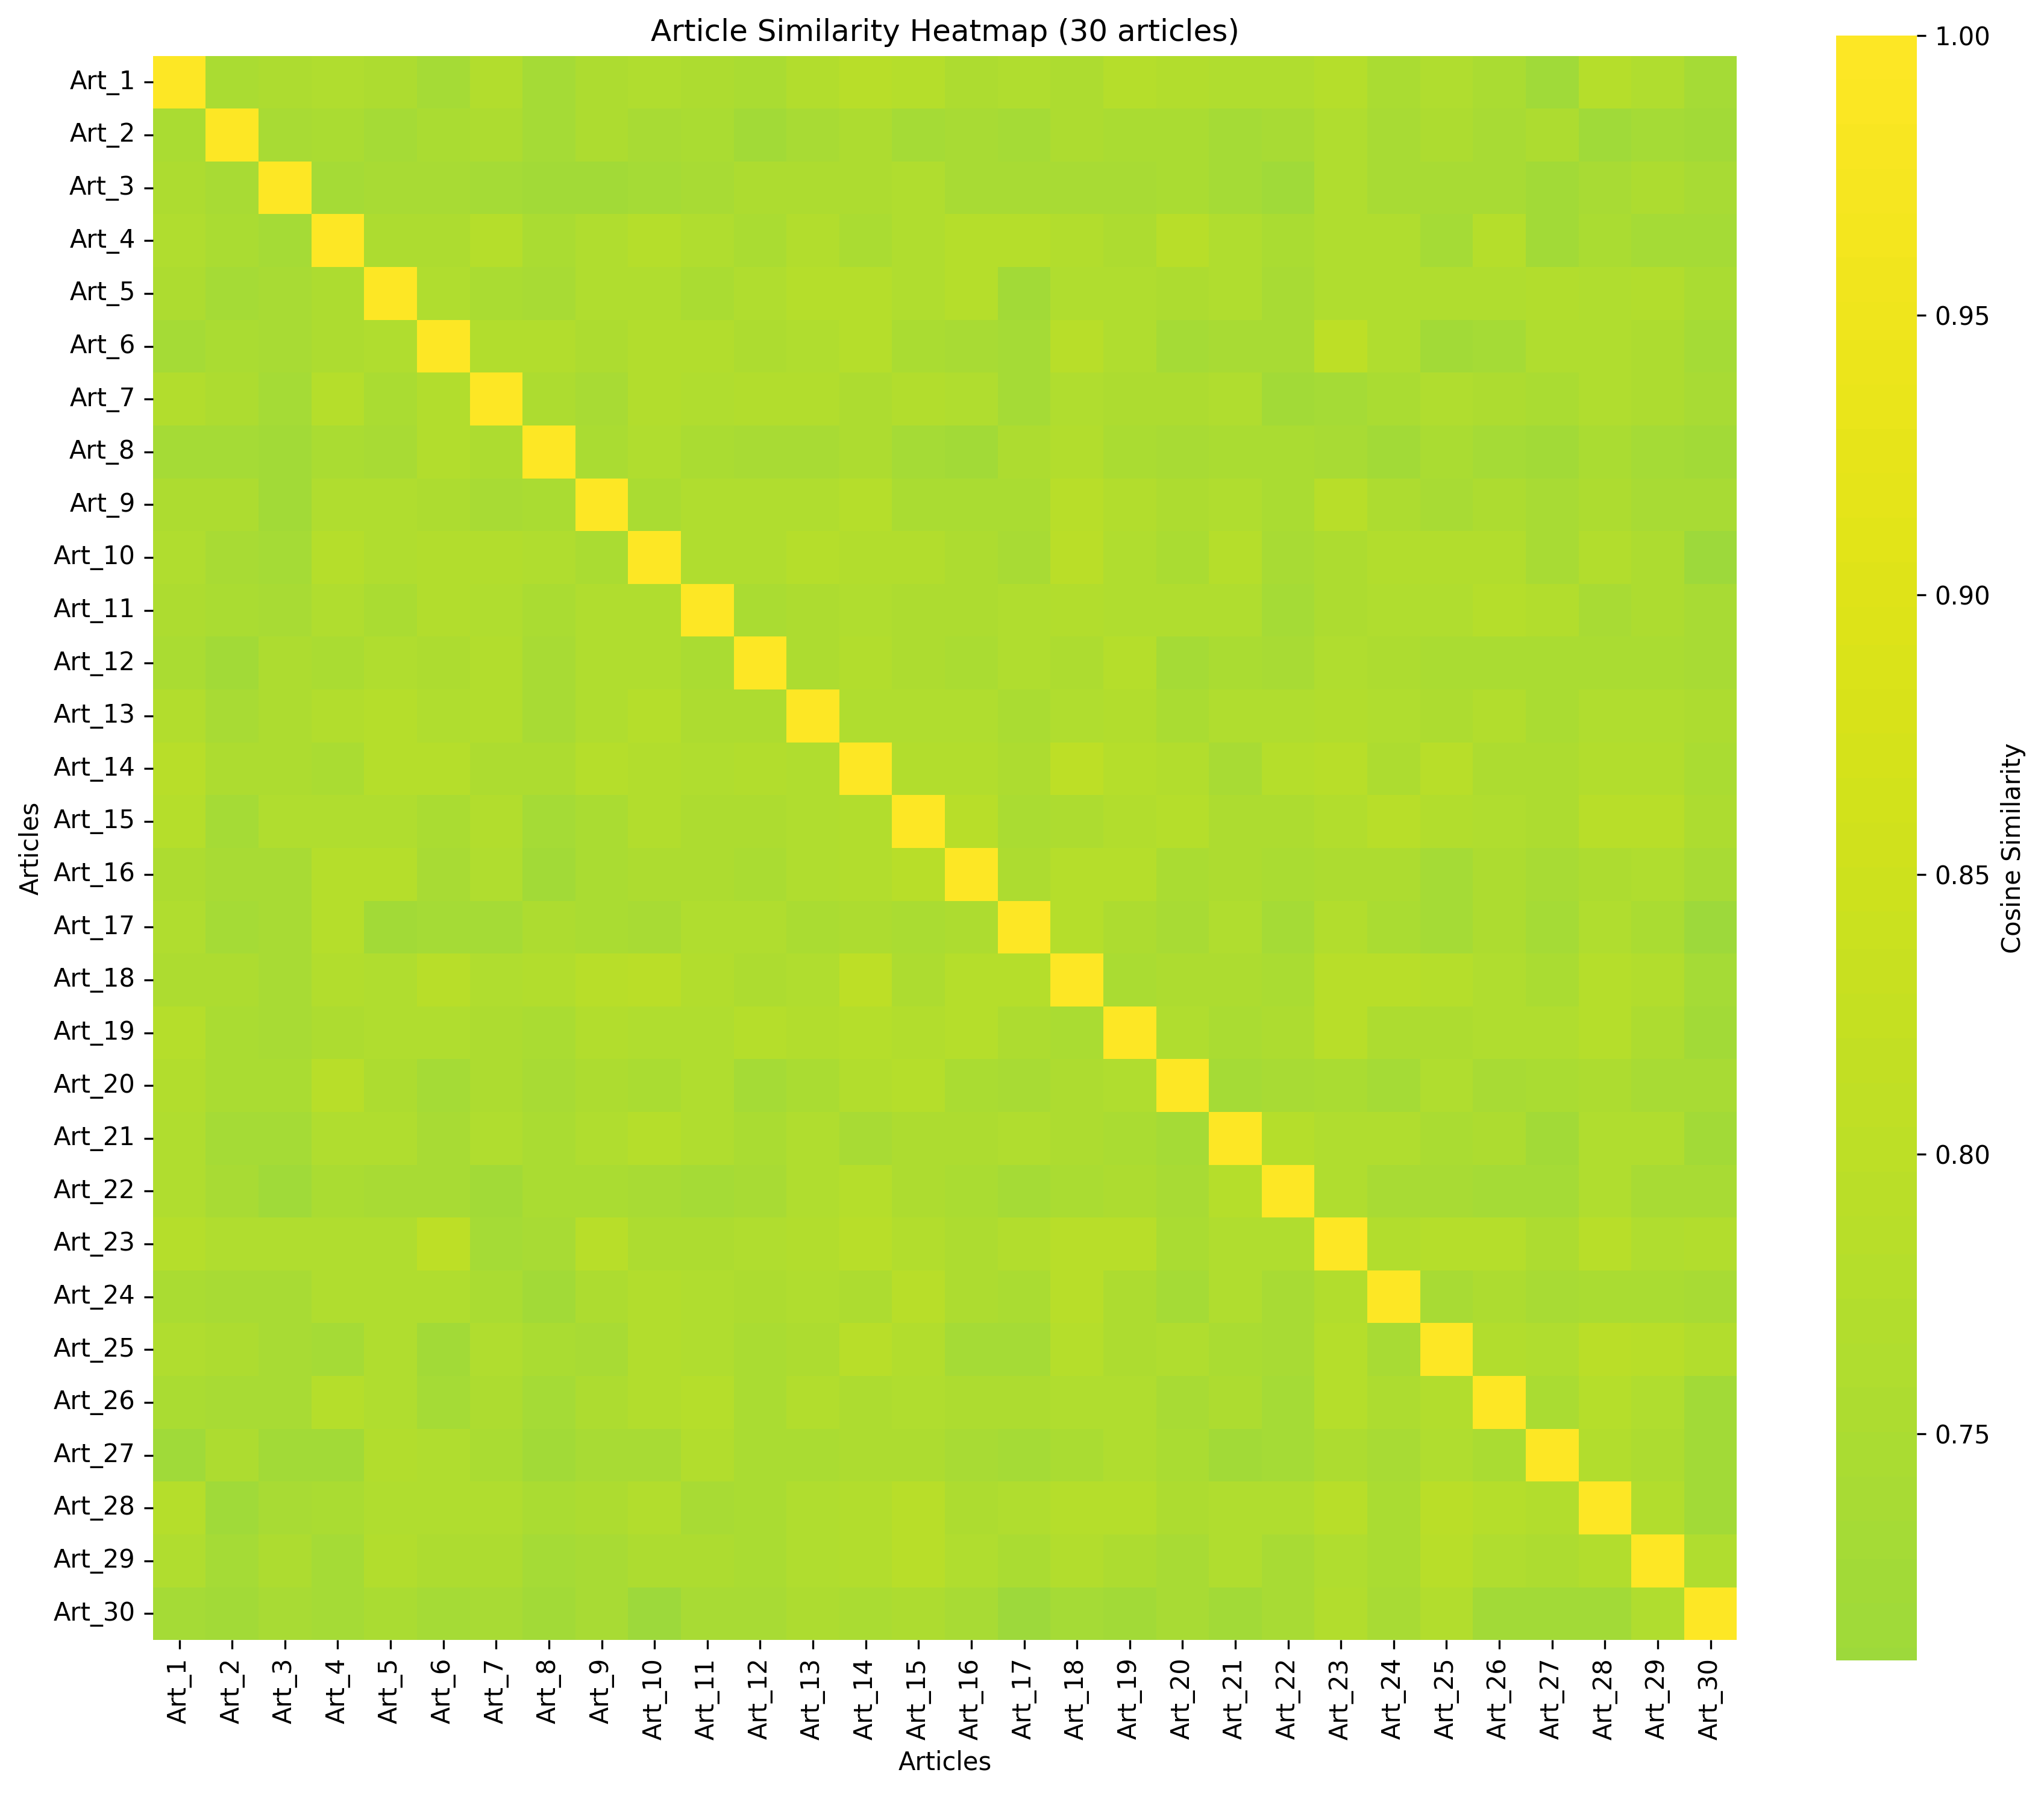 Article Similarity Heatmap (30 articles)
Articles
Art_1
Art_2
Art_3
Art_4
Art_5
Art_6
Art_7
Art_8
Art_9
Art_10
Art_11
Art_12
Art_13
Art_14
Art_15
Art_16
Art_17
Art_18
Art_19
Art_20
Art_21
Art_22
Art_23
Art_24
Art_25
Art_26
Art_27
Art_28
Art_29
Art_30
Art_1
Art_2
Art_3
Art_4
Art_5
Art_6
Art_7
Art_8
Art_9
Art_10
Art_11
Art_12
Art_13
Art_14
Art_15
Art_16
Art_17
Art_18
Art_19
Art_20
Art_21
Art_22
Art_23
Art_24
Art_25
Art_26
Art_27
Art_28
Art_29
Art_30
Articles
1.00
0.95
0.90
0.85
0.80
0.75
Cosine Similarity